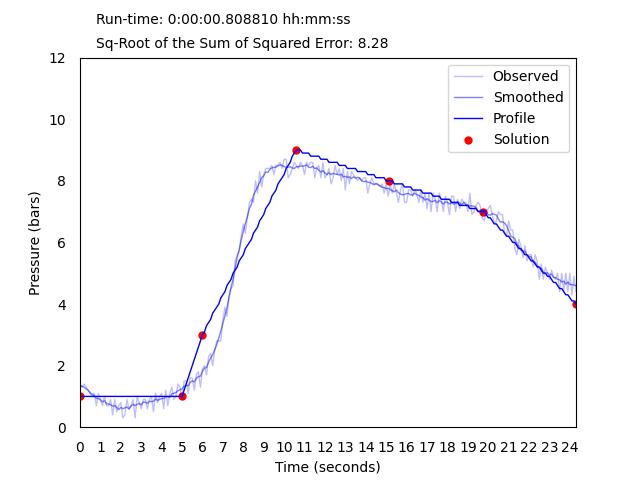 Run-time: 0:00:00.808810 hh:mm:ss
Sq-Root of the Sum of Squared Error: 8.28
12
10
8
6
4
2
0
Pressure (bars)
Observed
Smoothed
Profile
Solution
0 1 2 3 4 5 6 7 8 9 10 11 12 13 14 15 16 17 18 19 20 21 22 23 24
Time (seconds)